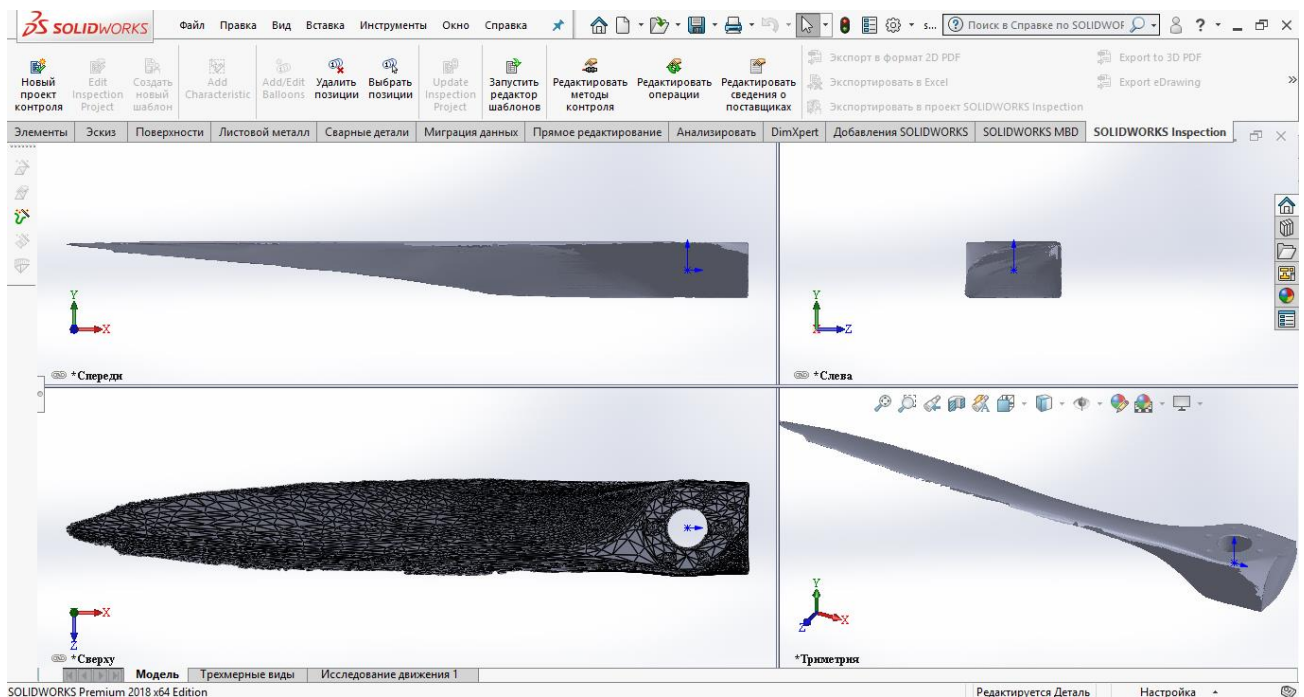 SOLIDWORKS Файл Правка Вид Вставка Инструменты Окно Справка s... Поиск в Справке по SOLIDWOF ?
Новый проект контроля
Edit Inspection Project
Создать новый шаблон
Add Characteristic
Add/Edit Balloons
Удалить позиции
Выбрать позиции
Update Inspection Project
Запустить редактор шаблонов
Редактировать методы контроля
Редактировать операции
Редактировать сведения о поставщиках
Экспорт в формат 2D PDF
Экспортировать в Excel
Экспортировать в проект SOLIDWORKS Inspection
Export to 3D PDF
Export eDrawing
Элементы Эскиз Поверхности Листовой металл Сварные детали Миграция данных Прямое редактирование Анализировать DimXpert Добавления SOLIDWORKS SOLIDWORKS MBD SOLIDWORKS Inspection
Y
X
*Спереди
Y
X
Z
*Слева
X
Z
*Сверху
Y
X
Z
*Триметрия
Модель Трехмерные виды Исследование движения 1
SOLIDWORKS Premium 2018 x64 Edition Редактируется Деталь Настройка